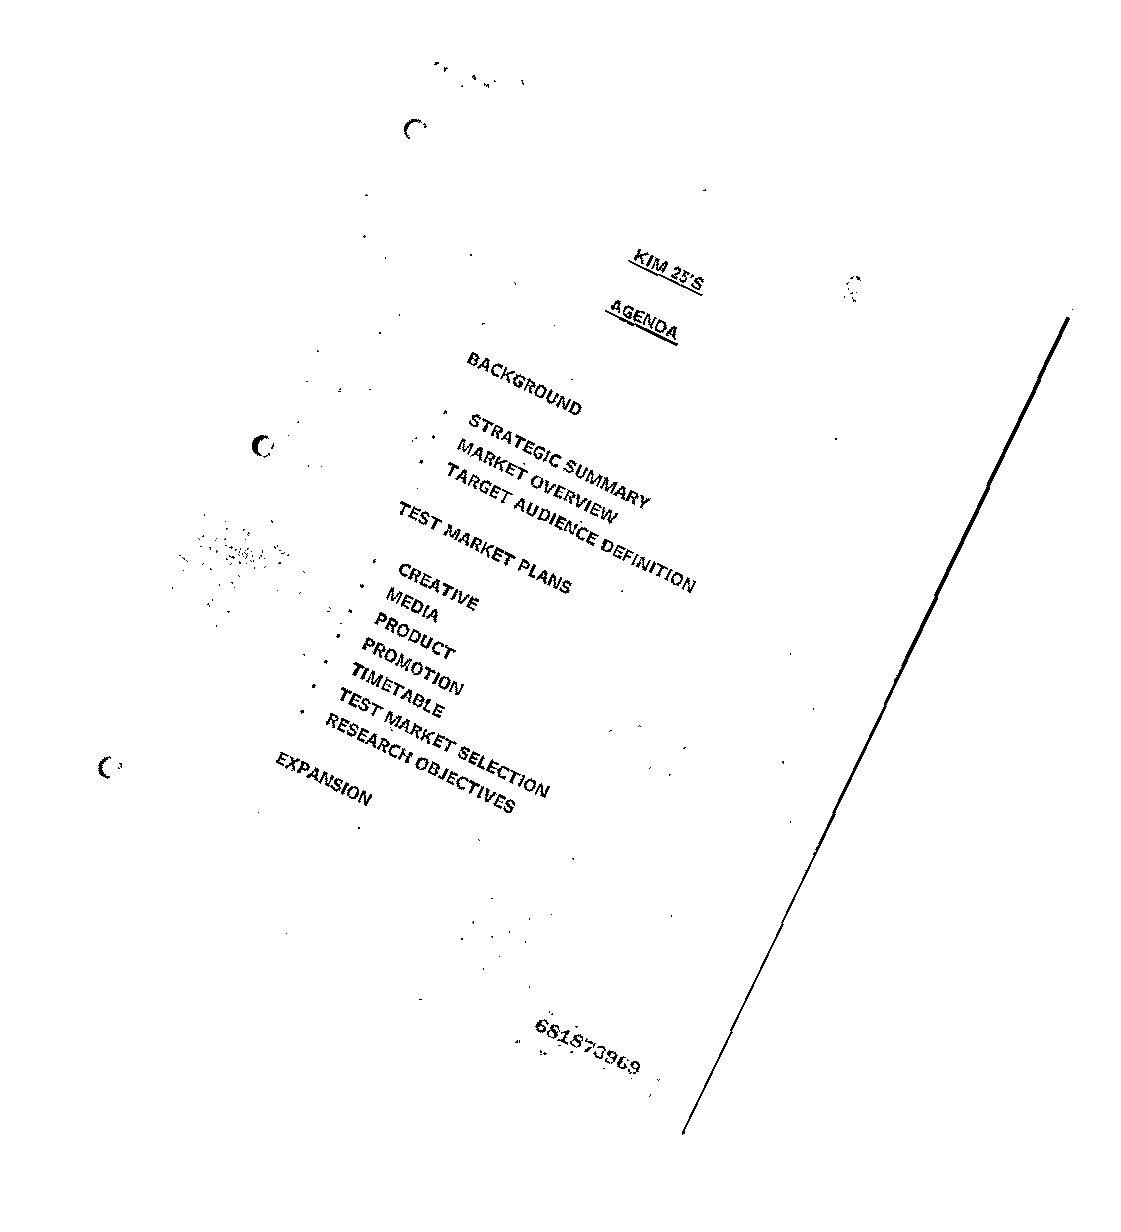 KIM 25'S
AGENDA
BACKGROUND
· STRATEGIC SUMMARY
· MARKET OVERVIEW
· TARGET AUDIENCE DEFINITION
TEST MARKET PLANS
· CREATIVE
· MEDIA
· PRODUCT
· PROMOTION
· TIMETABLE
· TEST MARKET SELECTION
· RESEARCH OBJECTIVES
EXPANSION
681873969